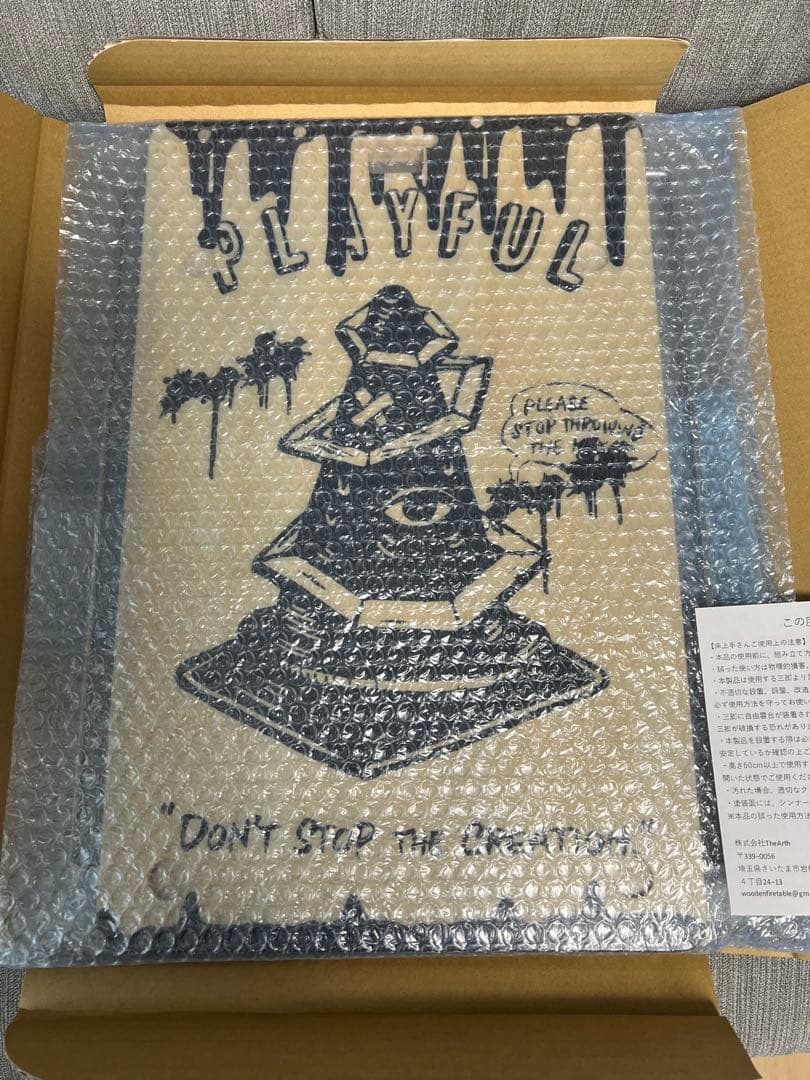 PLAYFUL
PLEASE
STOP THROWING
THE
"DON'T STOP THE CREATION."
この
【床上手さんご使用上の注意】
・本品の使用前に、組み立て方
・誤った使い方は物理的損害、
・本製品は使用する三脚より
・不適切な設置、調整、改造
必ず使用方法を守ってお使い
・三脚に自由雲台が装着さ
三脚が破損する恐れがあり
・本製品を設置する際は必
安定しているか確認の上ご
・高さ60cm以上で使用す
開いた状態でご使用くだ
・汚れた場合、適切なク
・塗装面には、シンナー
※本品の誤った使用方法
株式会社TheArth
〒339-0056
埼玉県さいたま市岩
４丁目24−13
woodenfiretable@gm